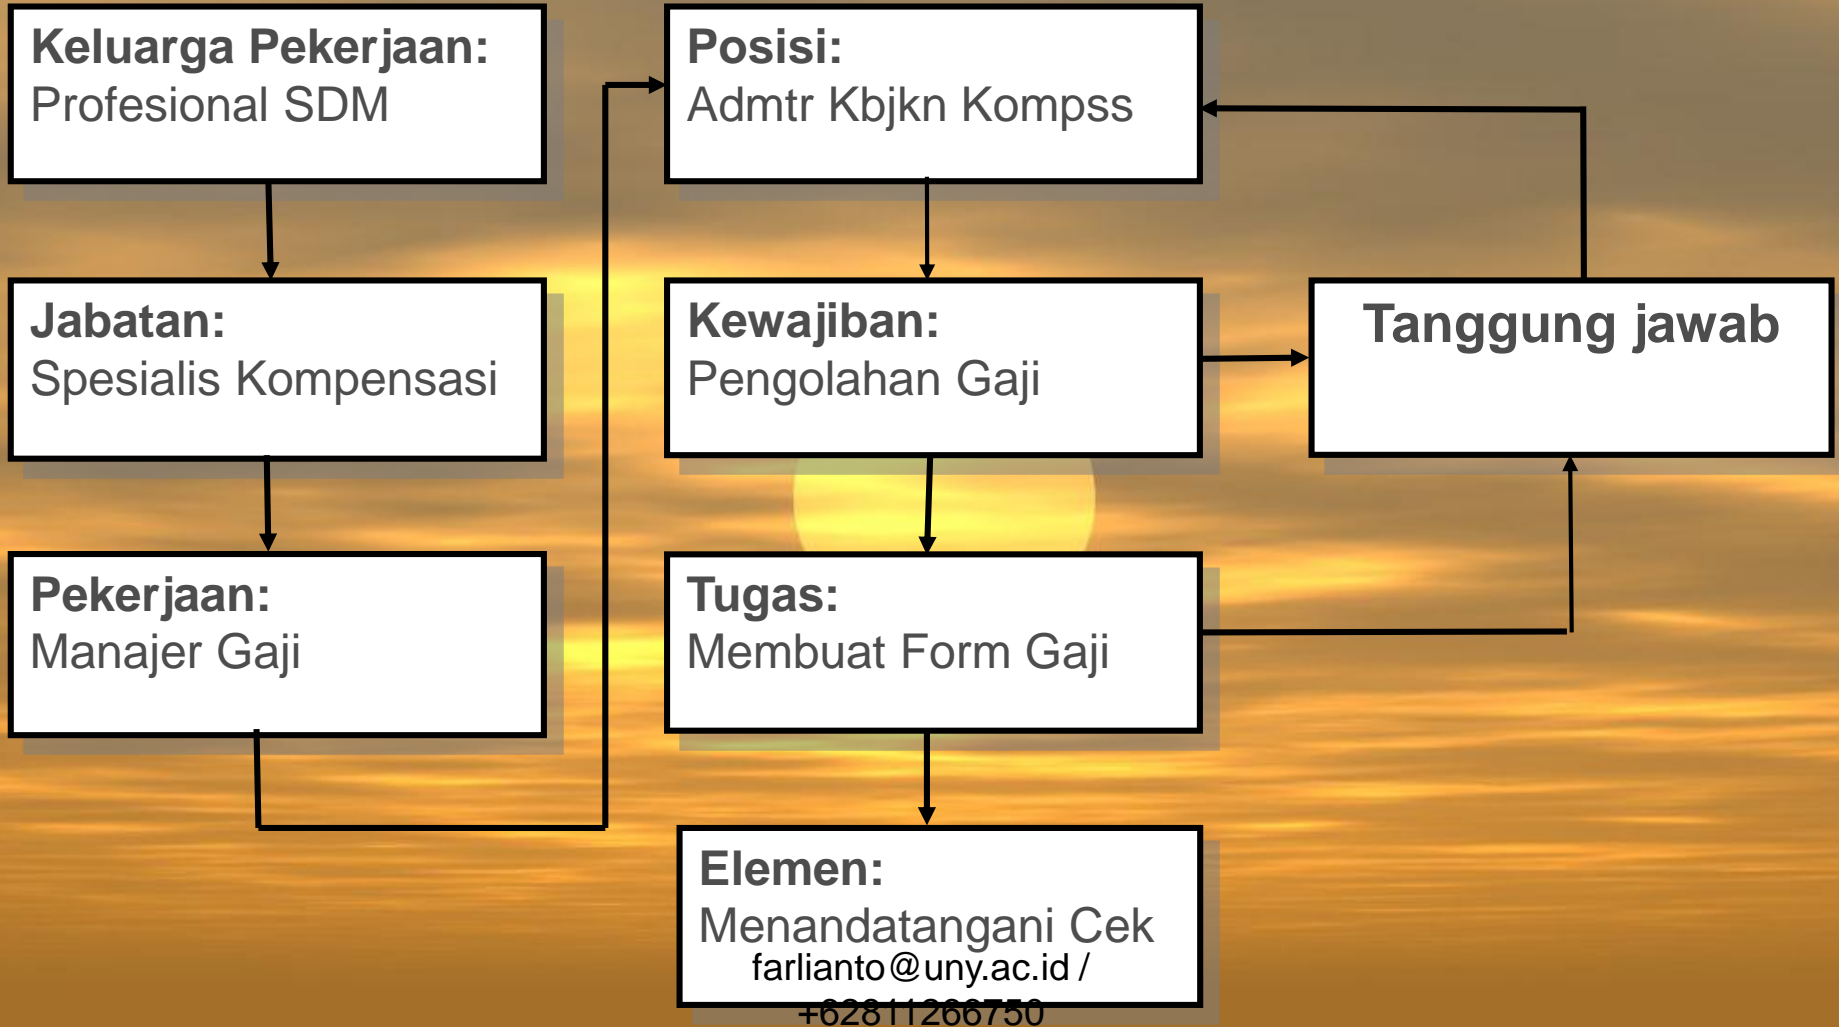 Keluarga Pekerjaan:
Profesional SDM
Jabatan:
Spesialis Kompensasi
Pekerjaan:
Manajer Gaji
Posisi:
Admtr Kbjkn Kompss
Kewajiban:
Pengolahan Gaji
Tugas:
Membuat Form Gaji
Elemen:
Menandatangani Cek
farlianto@uny.ac.id /
+62811266750
Tanggung jawab